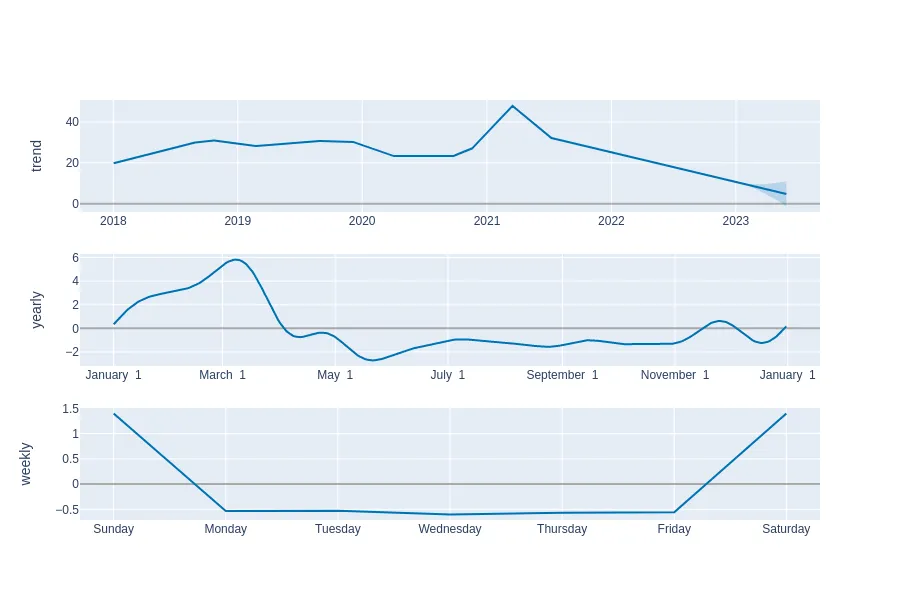 trend
40
20
0
2018 2019 2020 2021 2022 2023
yearly
6
4
2
0
−2
January 1 March 1 May 1 July 1 September 1 November 1 January 1
weekly
1.5
1
0.5
0
−0.5
Sunday Monday Tuesday Wednesday Thursday Friday Saturday